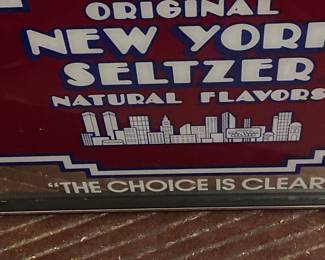 ORIGINAL
NEW YORK
SELTZER
NATURAL FLAVORS
"THE CHOICE IS CLEAR